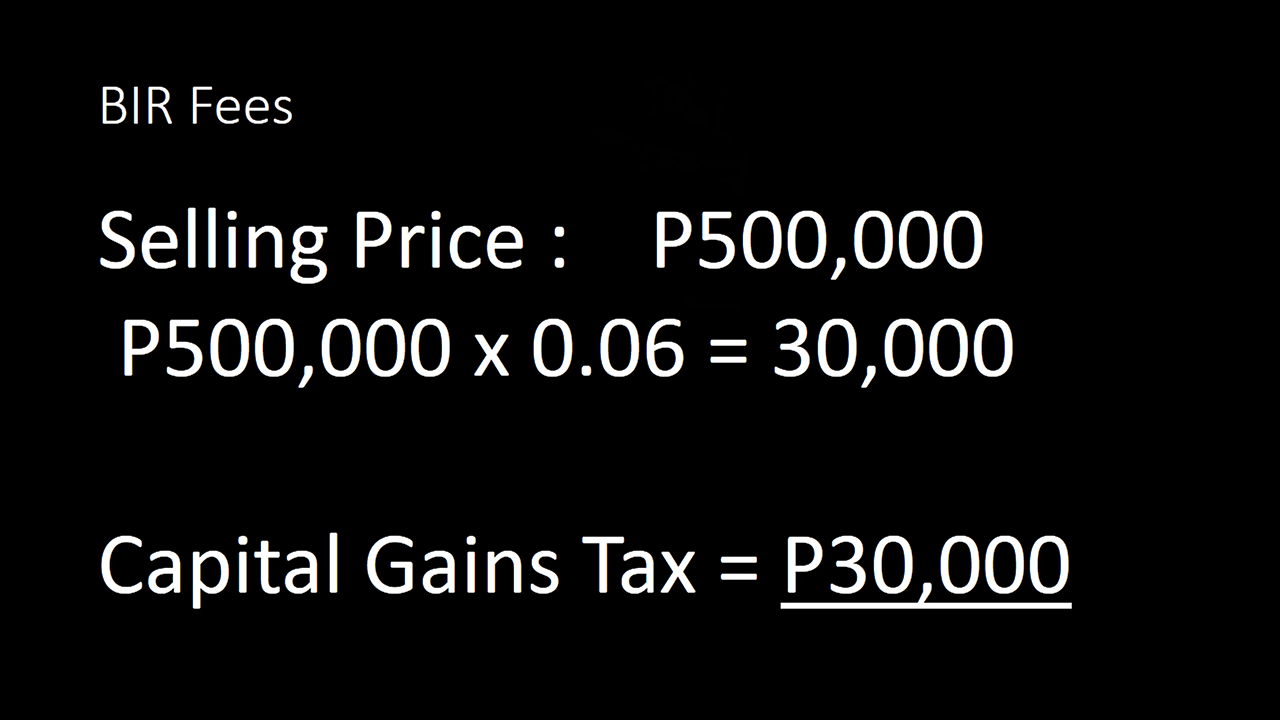 BIR Fees
Selling Price : P500,000
P500,000 x 0.06 = 30,000
Capital Gains Tax = P30,000